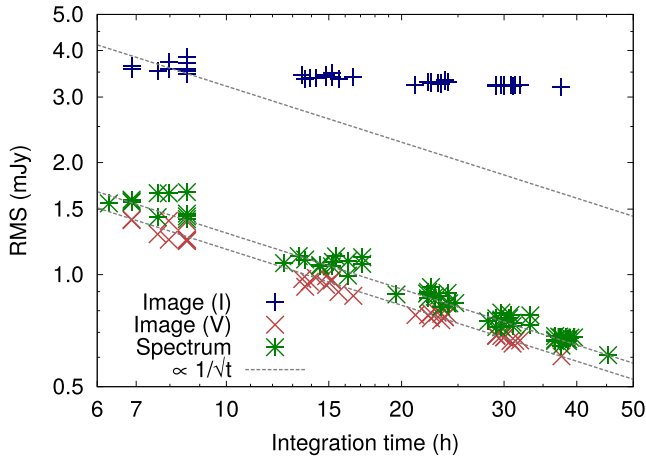 5.0
4.0
3.0
2.0
1.5
1.0
0.5
RMS (mJy)
Image (I)
Image (V)
Spectrum
∝ 1/√t
6 7 10 15 20 30 40 50
Integration time (h)